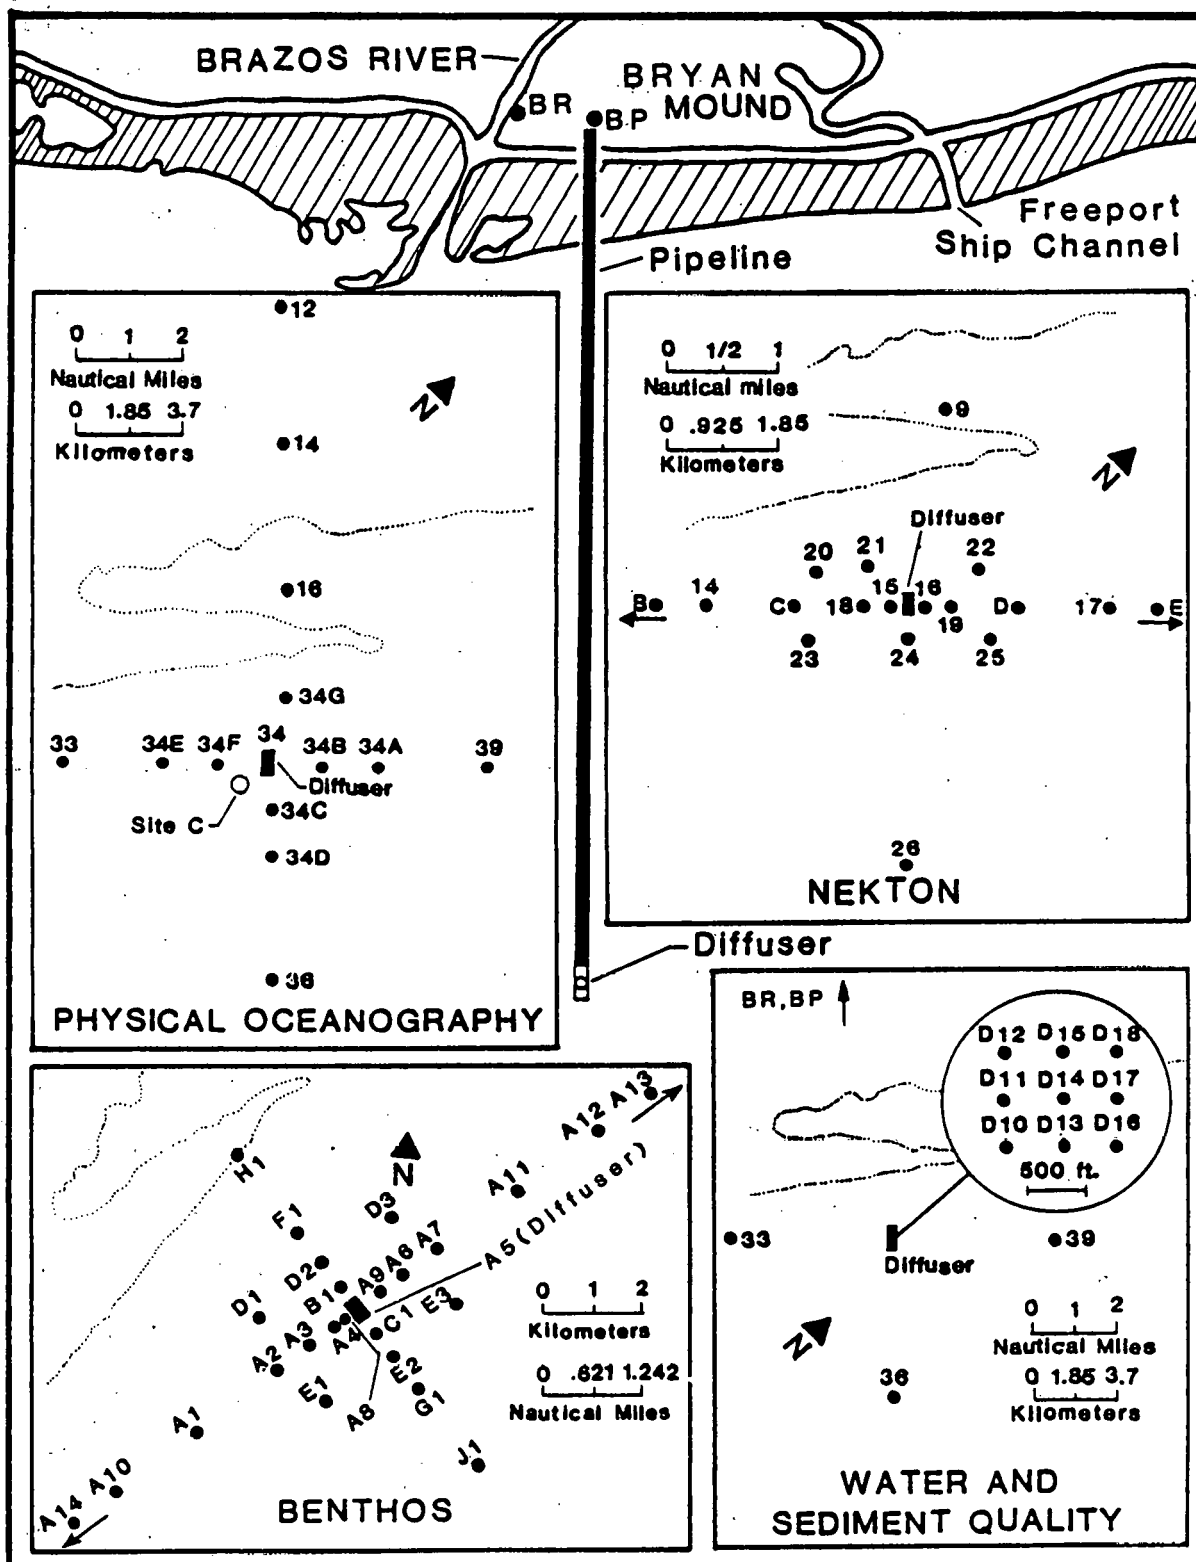 BRAZOS RIVER
BRYAN
MOUND
BR
BP
Freeport
Ship Channel
Pipeline
12
0 1 2
Nautical Miles
0 1.85 3.7
Kilometers
N
14
16
34G
33 34E 34F 34 34B 34A 39
Diffuser
Site C
34C
34D
36
PHYSICAL OCEANOGRAPHY
0 1/2 1
Nautical miles
0 .925 1.85
Kilometers
9
N
Diffuser
20 21 22
B 14 C 18 15 16 19 D 17 E
23 24 25
26
NEKTON
Diffuser
A13
A12
N
H1
A11
A5 (Diffuser)
D3
F1
A7
D2
A6
A9
B1
E3
D1
A3
A4
C1
A2
E2
E1
A8
G1
A1
J1
A10
A14
0 1 2
Kilometers
0 .621 1.242
Nautical Miles
BENTHOS
BR, BP
D12 D15 D18
D11 D14 D17
D10 D13 D16
500 ft.
33
39
Diffuser
N
0 1 2
Nautical Miles
0 1.85 3.7
Kilometers
36
WATER AND
SEDIMENT QUALITY